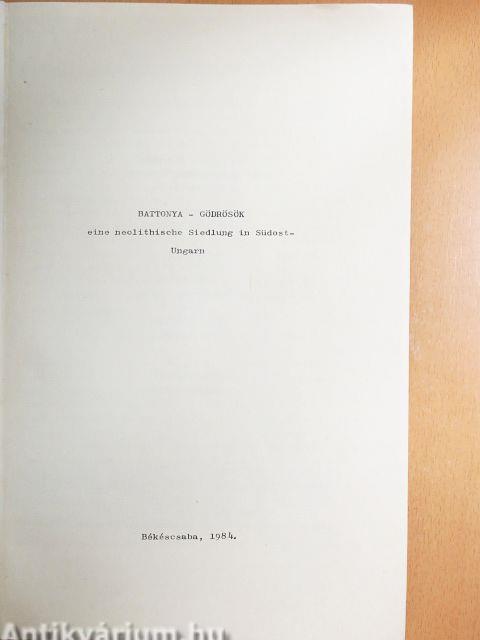 BATTONYA - GÖDRÖSÖK
eine neolithische Siedlung in Südost-
Ungarn
Békéscsaba, 1984.
Antikvárium.hu